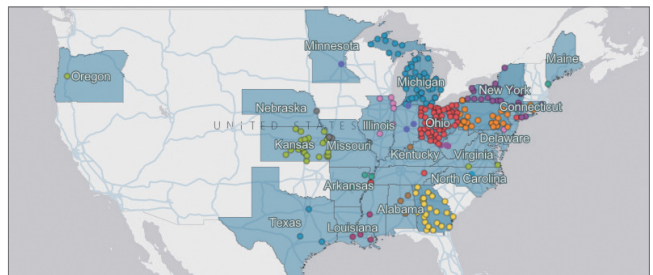 Minnesota
Maine
Oregon
Michigan
New York
Nebraska
Connecticut
UNITED STATES
Illinois
Ohio
Kansas
Missouri
Delaware
Kentucky
Virginia
Arkansas
North Carolina
Alabama
Texas
Louisiana